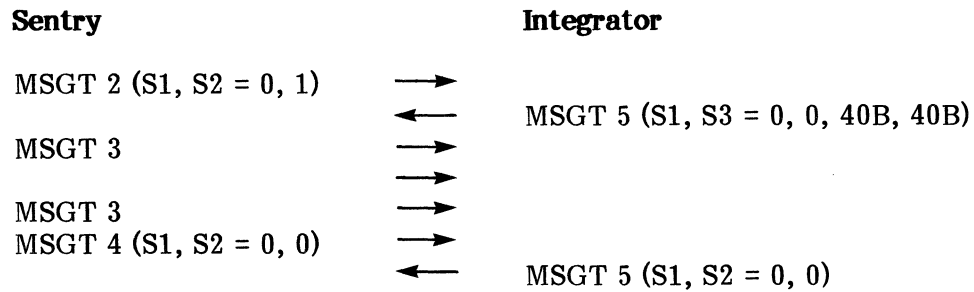 Sentry Integrator
MSGT 2 (S1, S2 = 0, 1) →
← MSGT 5 (S1, S3 = 0, 0, 40B, 40B)
MSGT 3 →
→
MSGT 3 →
MSGT 4 (S1, S2 = 0, 0) →
← MSGT 5 (S1, S2 = 0, 0)